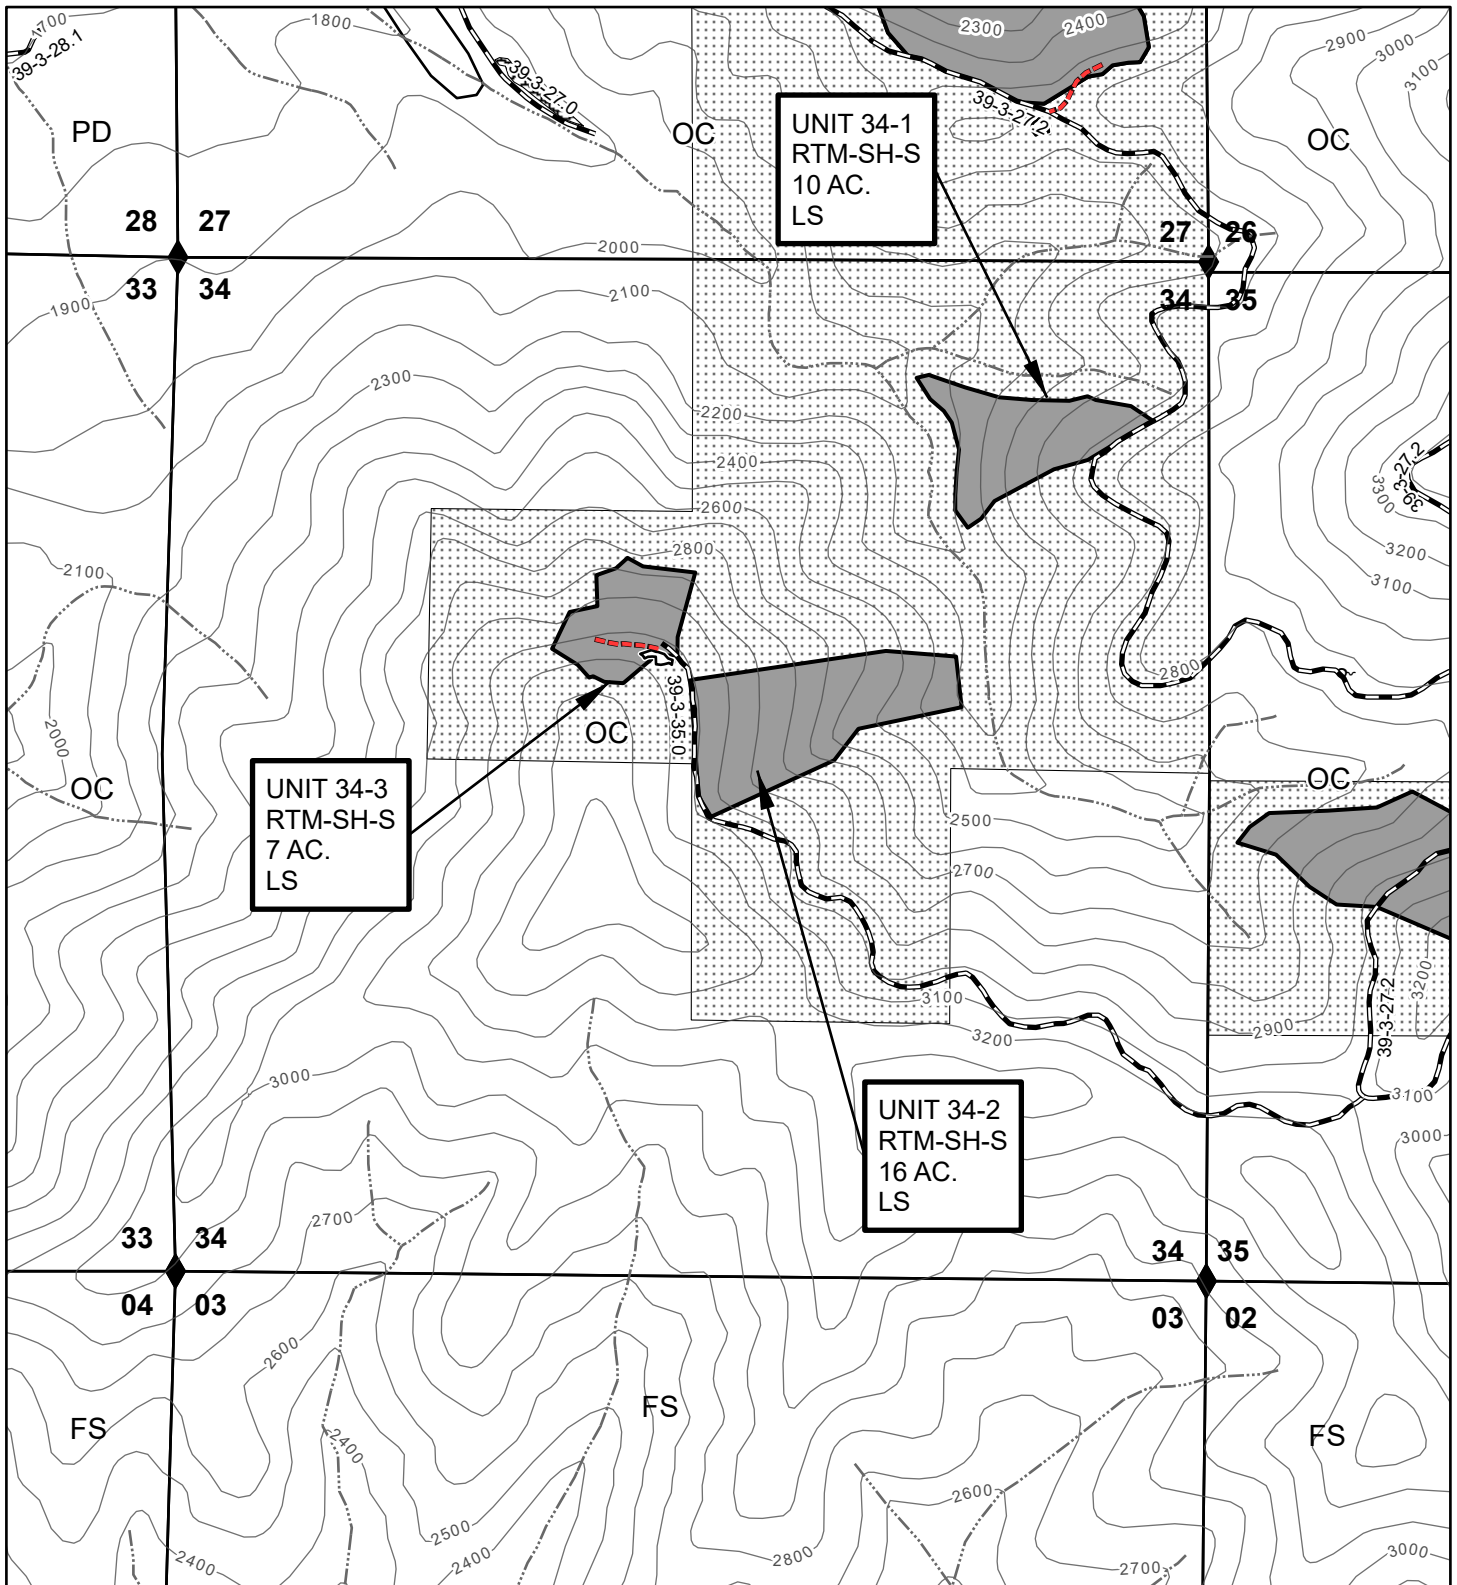 1700
1800
39-3-28.1
39-3-27.0
2300
2400
2900
3000
3100
PD
OC
39-3-27.2
OC
UNIT 34-1
RTM-SH-S
10 AC.
LS
28 27
27 26
33 34
34 35
2000
1900
2100
2300
2200
2400
39-3-27.2
3300
2600
2800
3200
3100
2100
2800
2000
OC
39-3-35.0
OC
OC
UNIT 34-3
RTM-SH-S
7 AC.
LS
2500
2700
3200
39-3-27.2
3100
2900
3200
3000
3100
3000
UNIT 34-2
RTM-SH-S
16 AC.
LS
2700
33 34
34 35
04 03
03 02
2600
FS
FS
FS
2400
2600
2500
2400
2400
2800
2700
3000